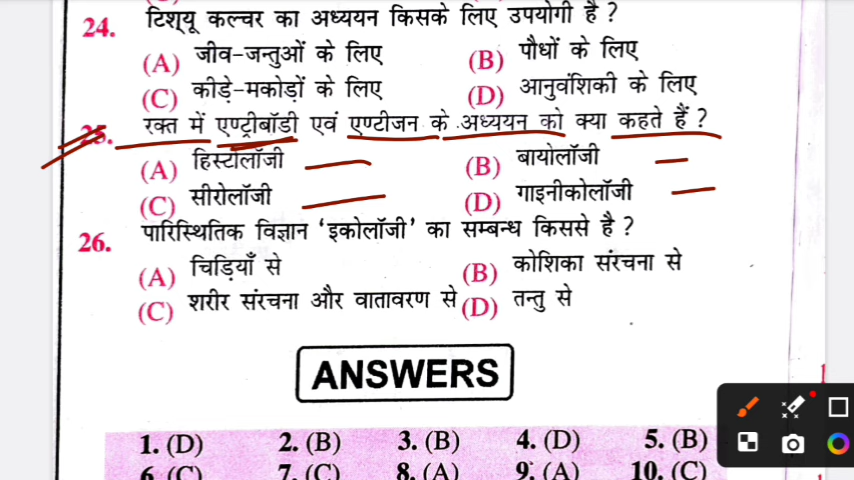 24. टिश्यू कल्चर का अध्ययन किसके लिए उपयोगी है ?
(A) जीव-जन्तुओं के लिए (B) पौधों के लिए
(C) कीड़े-मकोड़ों के लिए (D) आनुवंशिकी के लिए
25. रक्त में एण्ट्रीबॉडी एवं एण्टीजन के अध्ययन को क्या कहते हैं ?
(A) हिस्टोलॉजी (B) बायोलॉजी
(C) सीरोलॉजी (D) गाइनीकोलॉजी
26. पारिस्थितिक विज्ञान ‘इकोलॉजी’ का सम्बन्ध किससे है ?
(A) चिड़ियाँ से (B) कोशिका संरचना से
(C) शरीर संरचना और वातावरण से (D) तन्तु से
ANSWERS
1. (D) 2. (B) 3. (B) 4. (D) 5. (B)
6. (C) 7. (C) 8. (A) 9. (A) 10. (C)